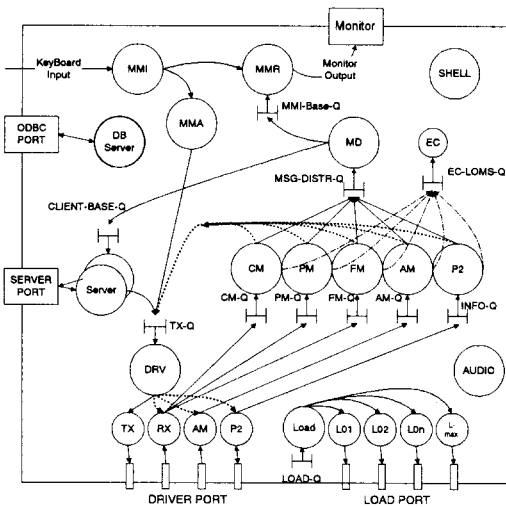 Monitor
KeyBoard
Input
MMI
MMR
Monitor
Output
SHELL
MMI-Base-Q
ODBC
PORT
DB
Server
MMA
MD
EC
MSG-DISTR-Q
EC-LOMS-Q
CLIENT-BASE-Q
CM
PM
FM
AM
P2
SERVER
PORT
Server
CM-Q
PM-Q
FM-Q
AM-Q
INFO-Q
TX-Q
DRV
AUDIO
TX
RX
AM
P2
Load
L01
L02
L0n
L-
max
LOAD-Q
DRIVER PORT
LOAD PORT